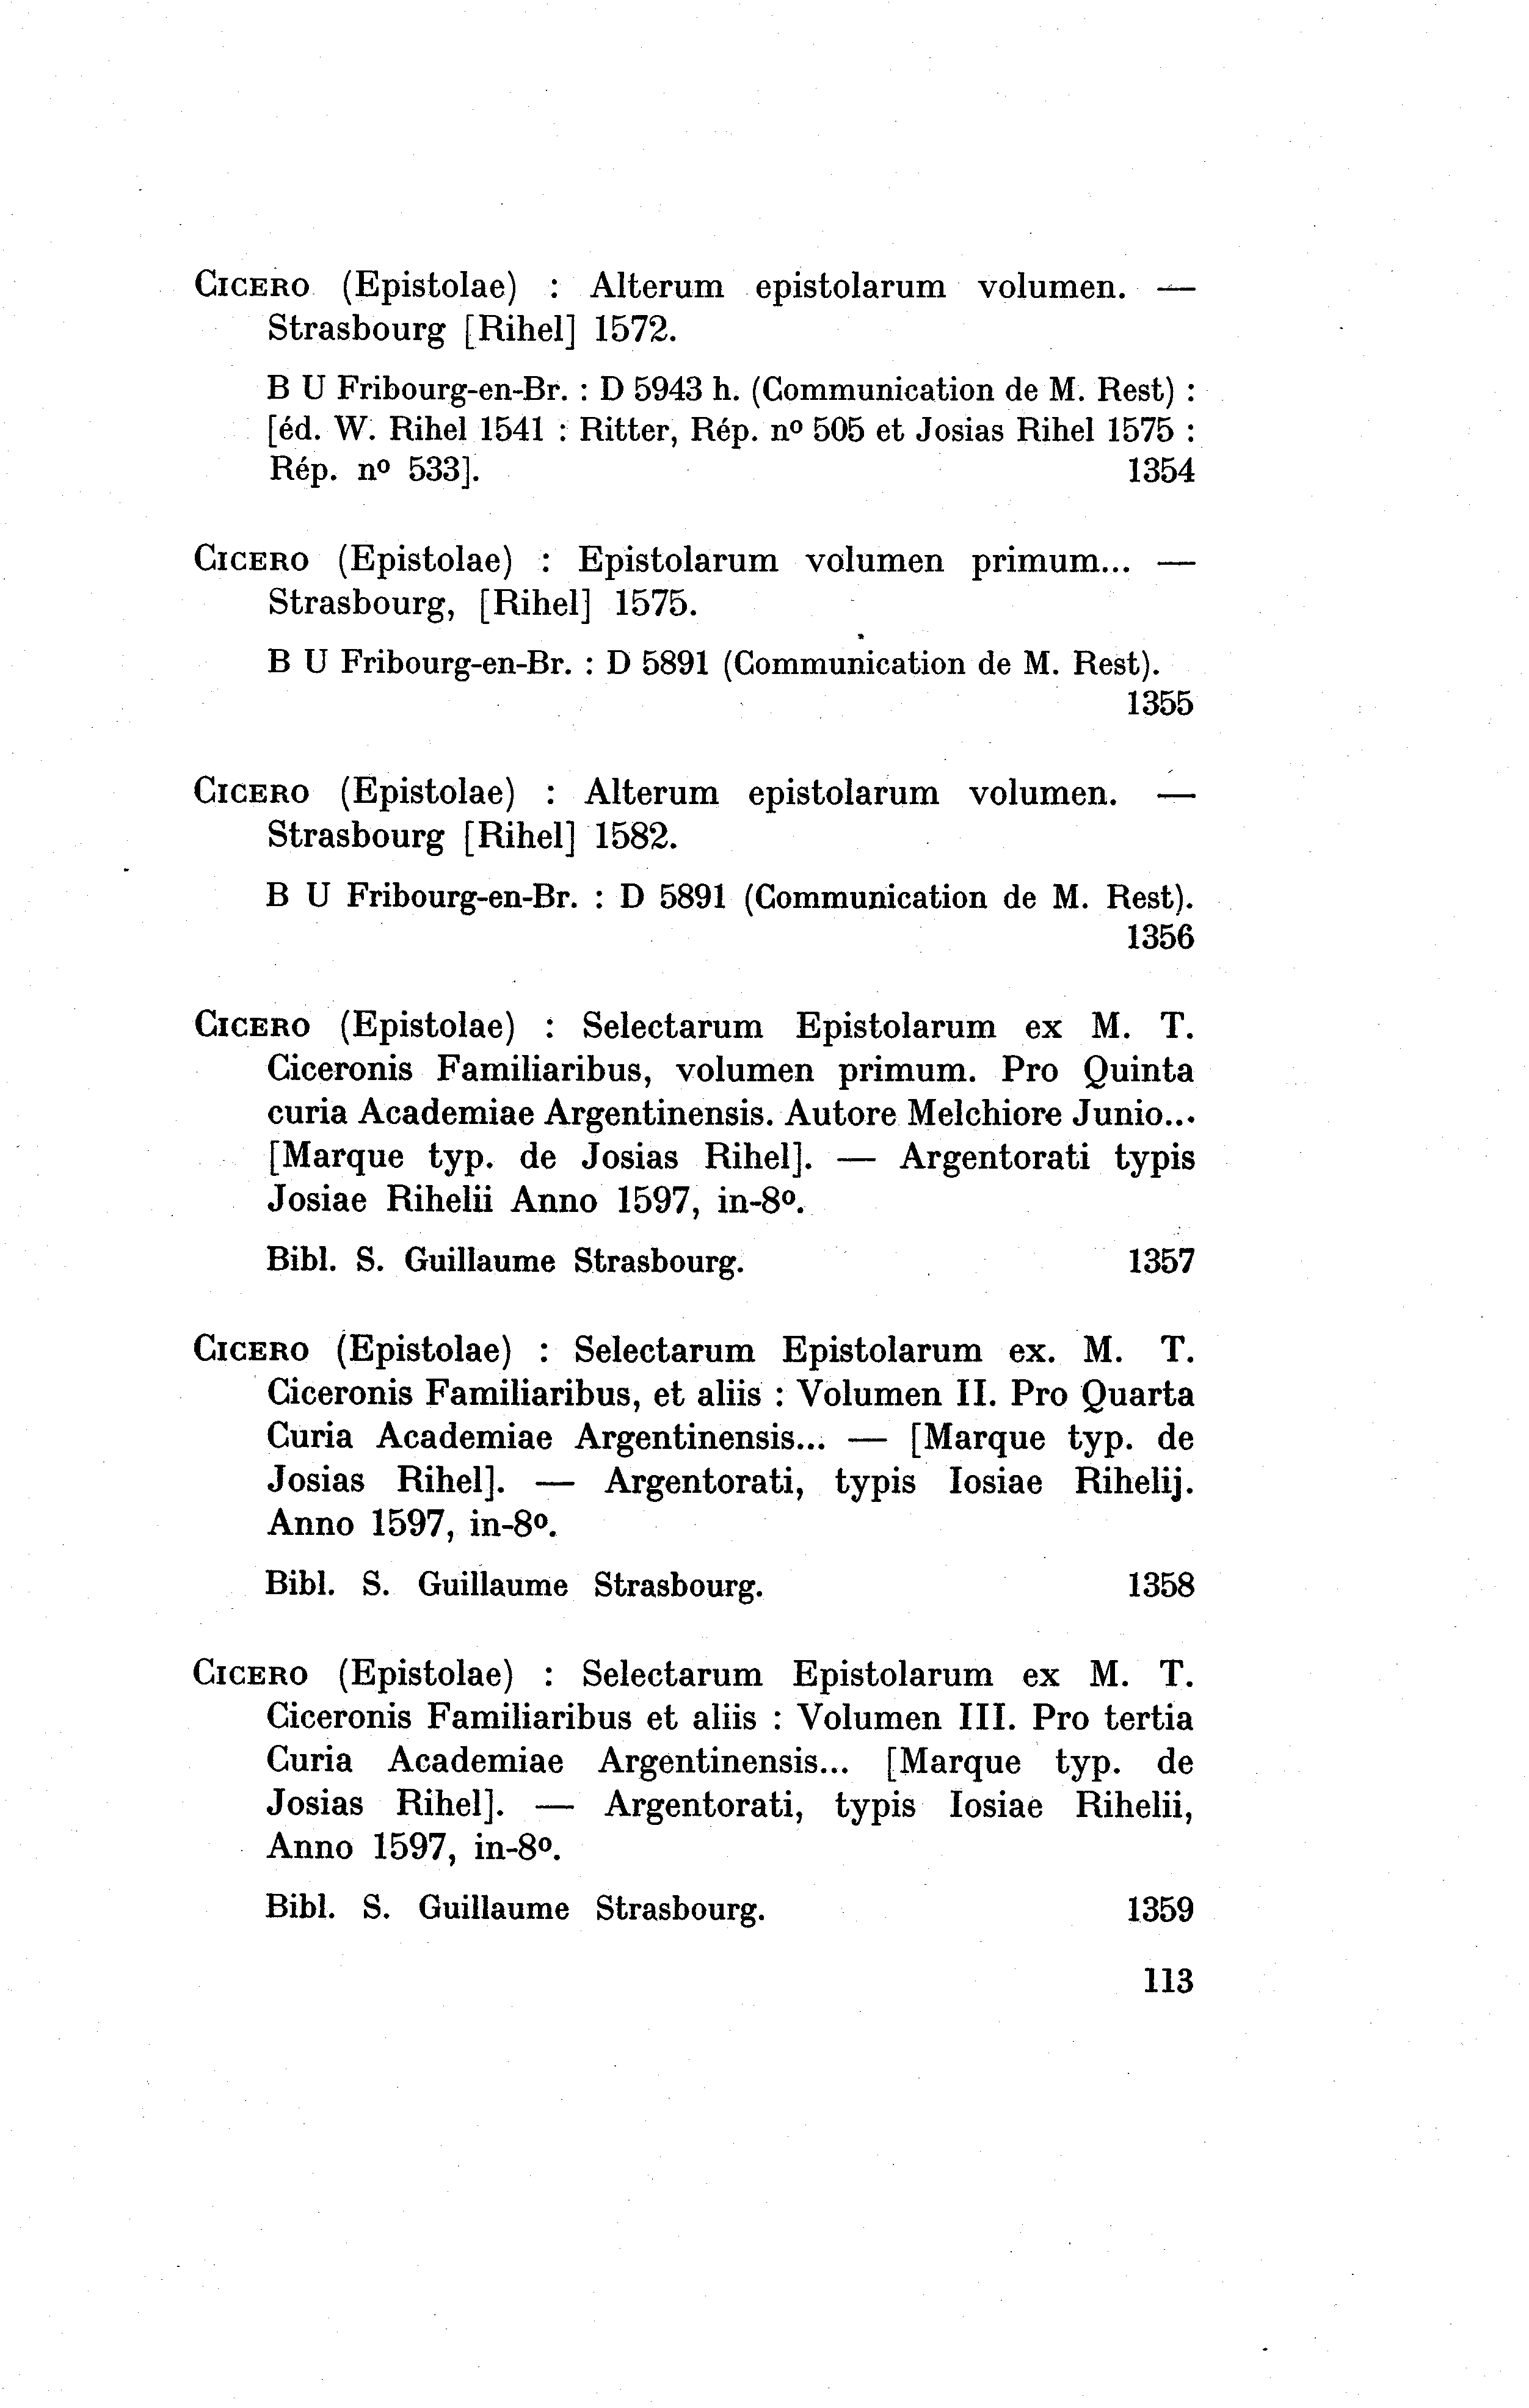 CICERO (Epistolae) : Alterum epistolarum volumen. —
Strasbourg [Rihel] 1572.
B U Fribourg-en-Br. : D 5943 h. (Communication de M. Rest) :
[éd. W. Rihel 1541 : Ritter, Rép. nº 505 et Josias Rihel 1575 :
Rép. nº 533]. 1354
CICERO (Epistolae) : Epistolarum volumen primum... —
Strasbourg, [Rihel] 1575.
B U Fribourg-en-Br. : D 5891 (Communication de M. Rest).
1355
CICERO (Epistolae) : Alterum epistolarum volumen. —
Strasbourg [Rihel] 1582.
B U Fribourg-en-Br. : D 5891 (Communication de M. Rest).
1356
CICERO (Epistolae) : Selectarum Epistolarum ex M. T.
Ciceronis Familiaribus, volumen primum. Pro Quinta
curia Academiae Argentinensis. Autore Melchiore Junio...
[Marque typ. de Josias Rihel]. — Argentorati typis
Josiae Rihelii Anno 1597, in-8º.
Bibl. S. Guillaume Strasbourg. 1357
CICERO (Epistolae) : Selectarum Epistolarum ex. M. T.
Ciceronis Familiaribus, et aliis : Volumen II. Pro Quarta
Curia Academiae Argentinensis... — [Marque typ. de
Josias Rihel]. — Argentorati, typis Iosiae Rihelij.
Anno 1597, in-8º.
Bibl. S. Guillaume Strasbourg. 1358
CICERO (Epistolae) : Selectarum Epistolarum ex M. T.
Ciceronis Familiaribus et aliis : Volumen III. Pro tertia
Curia Academiae Argentinensis... [Marque typ. de
Josias Rihel]. — Argentorati, typis Iosiae Rihelii,
Anno 1597, in-8º.
Bibl. S. Guillaume Strasbourg. 1359
113